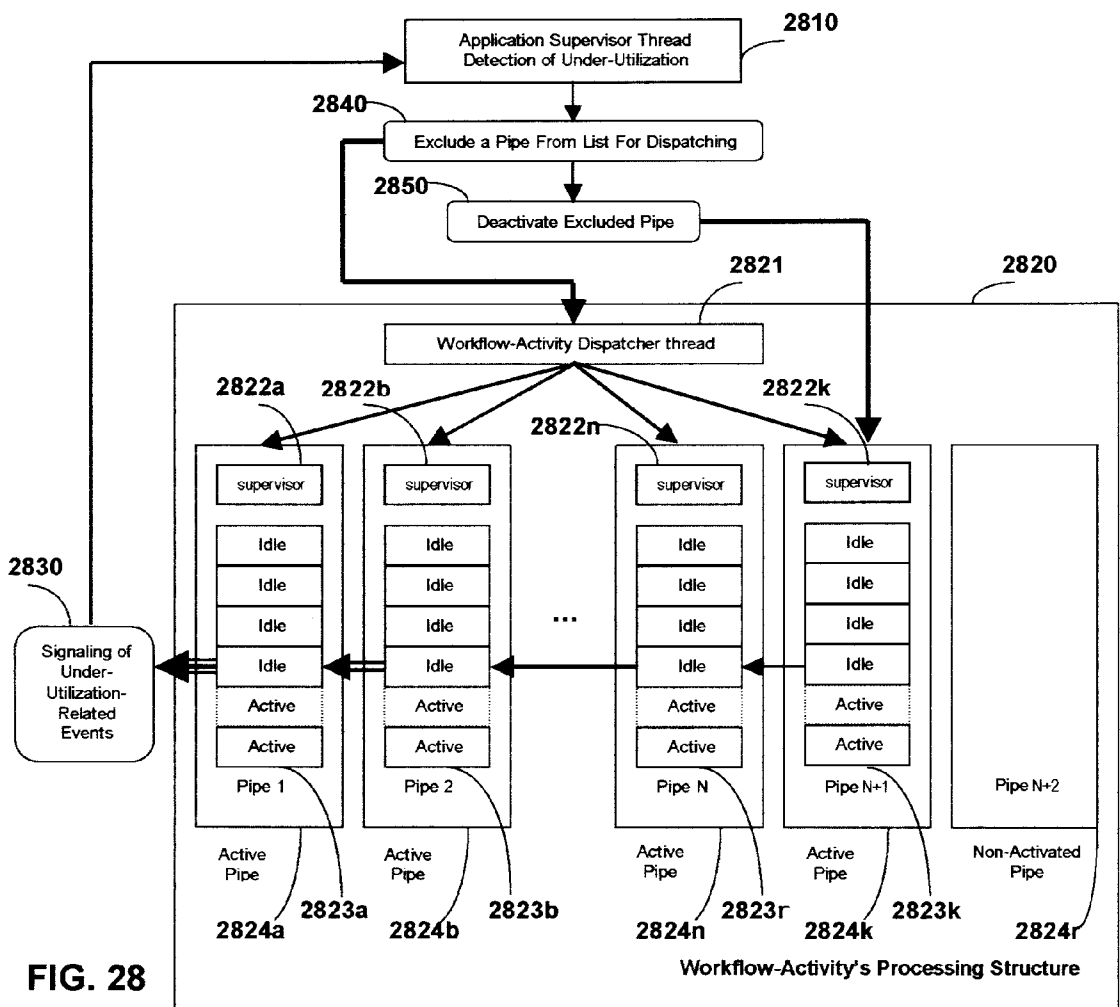 2810
Application Supervisor Thread
Detection of Under-Utilization
2840
Exclude a Pipe From List For Dispatching
2850
Deactivate Excluded Pipe
2821
2820
Workflow-Activity Dispatcher thread
2822a
2822b
2822n
2822k
supervisor
supervisor
supervisor
supervisor
Idle
Idle
Idle
Idle
Idle
Idle
Idle
Idle
Idle
Idle
Idle
Idle
...
Idle
Idle
Idle
Idle
Active
Active
Active
Active
Active
Active
Active
Active
2830
Signaling of
Under-
Utilization-
Related
Events
Pipe 1
Pipe 2
Pipe N
Pipe N+1
Pipe N+2
Active
Pipe
Active
Pipe
Active
Pipe
Active
Pipe
Non-Activated
Pipe
2823a
2823b
2823r
2823k
2824a
2824b
2824n
2824k
2824r
FIG. 28
Workflow-Activity's Processing Structure